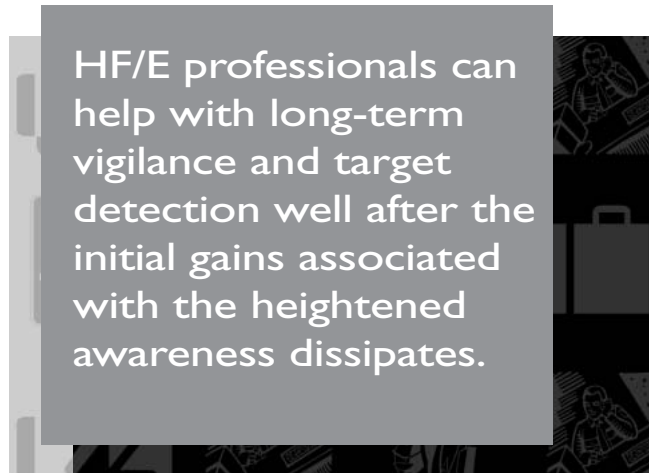 HF/E professionals can
help with long-term
vigilance and target
detection well after the
initial gains associated
with the heightened
awareness dissipates.